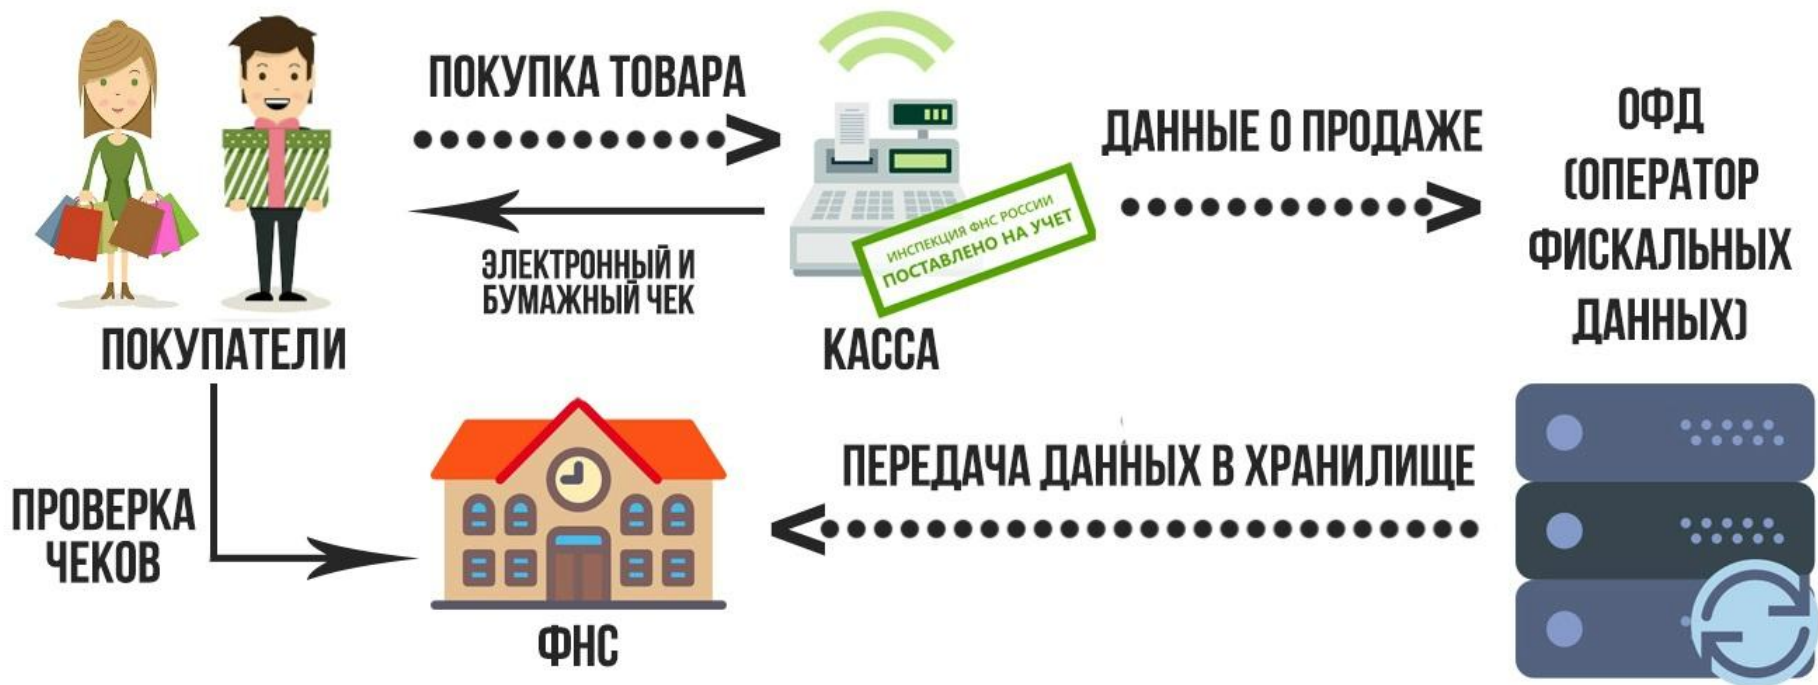 ПОКУПКА ТОВАРА
ЭЛЕКТРОННЫЙ И
БУМАЖНЫЙ ЧЕК
ПОКУПАТЕЛИ
ИНСПЕКЦИЯ ФНС РОССИИ
ПОСТАВЛЕНО НА УЧЕТ
КАССА
ДАННЫЕ О ПРОДАЖЕ
ОФД
(ОПЕРАТОР
ФИСКАЛЬНЫХ
ДАННЫХ)
ПЕРЕДАЧА ДАННЫХ В ХРАНИЛИЩЕ
ПРОВЕРКА
ЧЕКОВ
ФНС